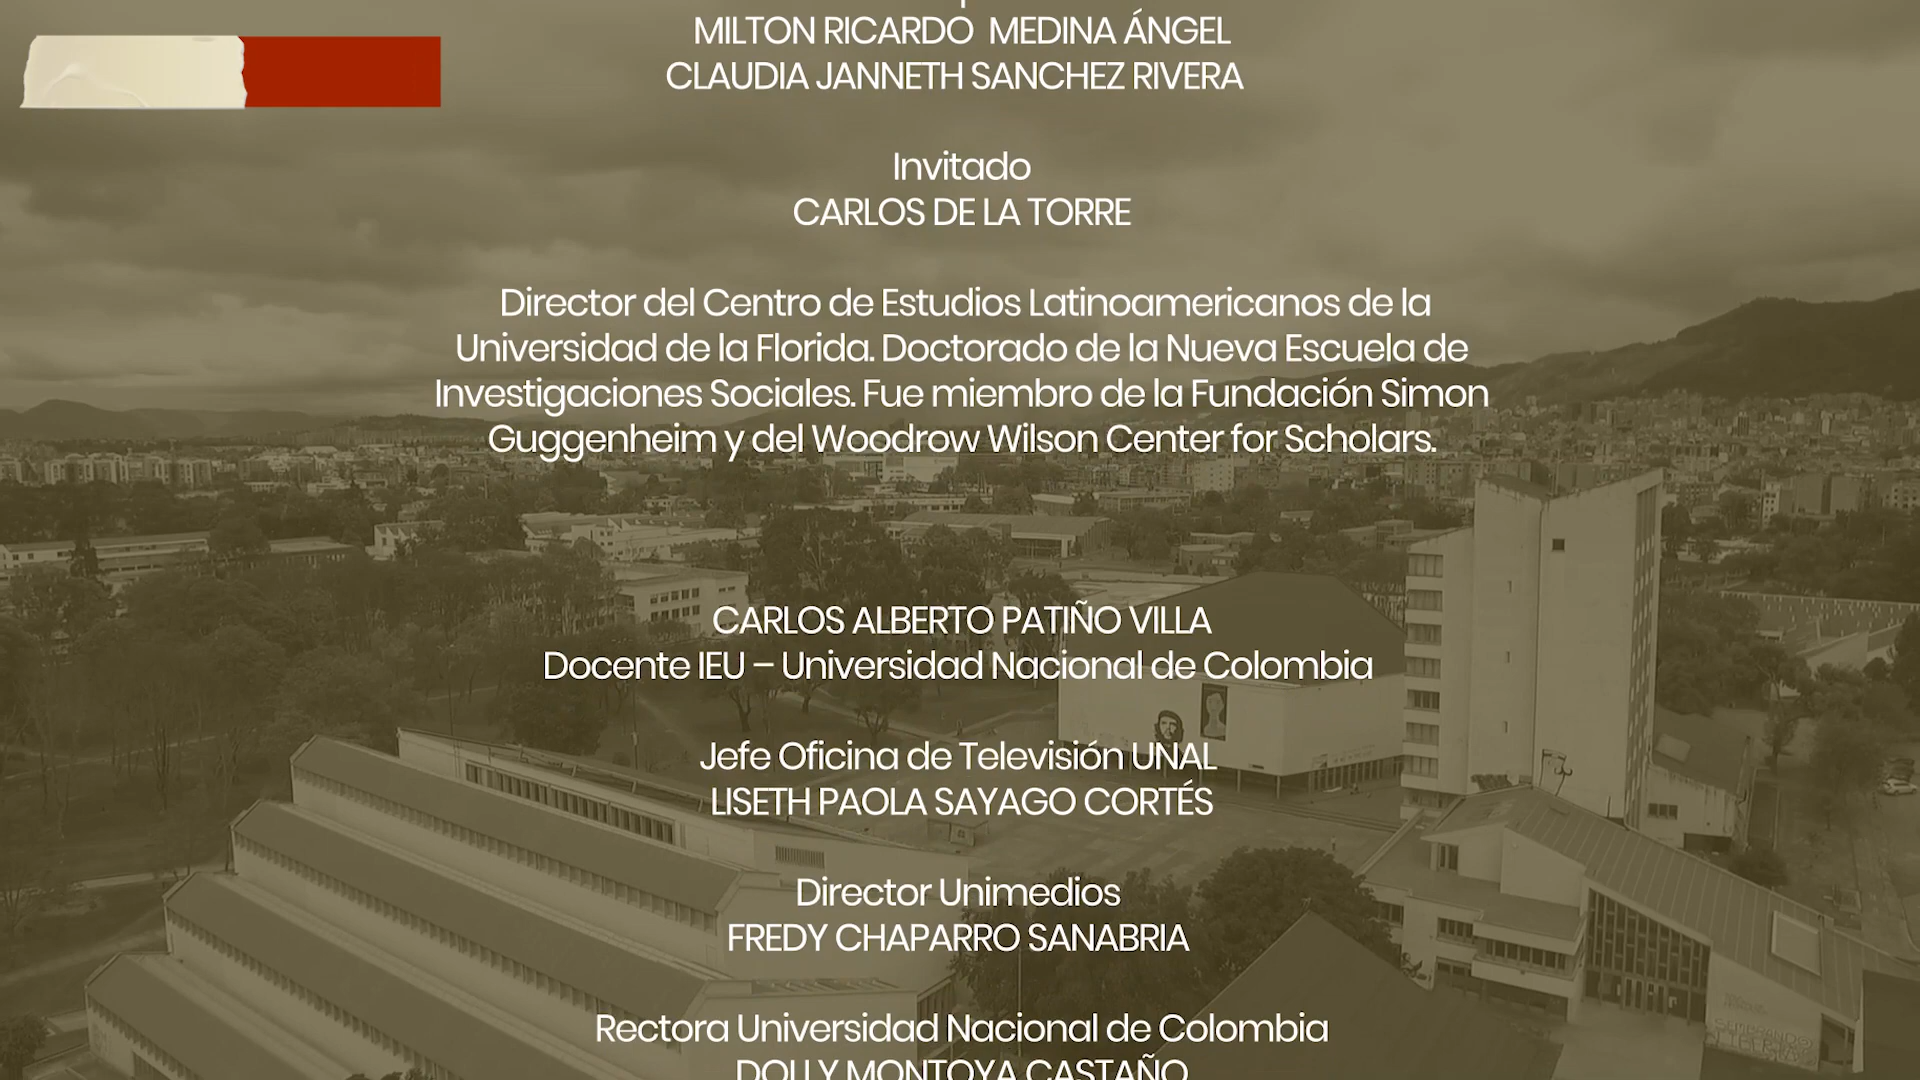 MILTON RICARDO MEDINA ÁNGEL
CLAUDIA JANNETH SANCHEZ RIVERA
Invitado
CARLOS DE LA TORRE
Director del Centro de Estudios Latinoamericanos de la
Universidad de la Florida. Doctorado de la Nueva Escuela de
Investigaciones Sociales. Fue miembro de la Fundación Simon
Guggenheim y del Woodrow Wilson Center for Scholars.
CARLOS ALBERTO PATIÑO VILLA
Docente IEU – Universidad Nacional de Colombia
Jefe Oficina de Televisión UNAL
LISETH PAOLA SAYAGO CORTÉS
Director Unimedios
FREDY CHAPARRO SANABRIA
Rectora Universidad Nacional de Colombia
DOLLY MONTOYA CASTAÑO